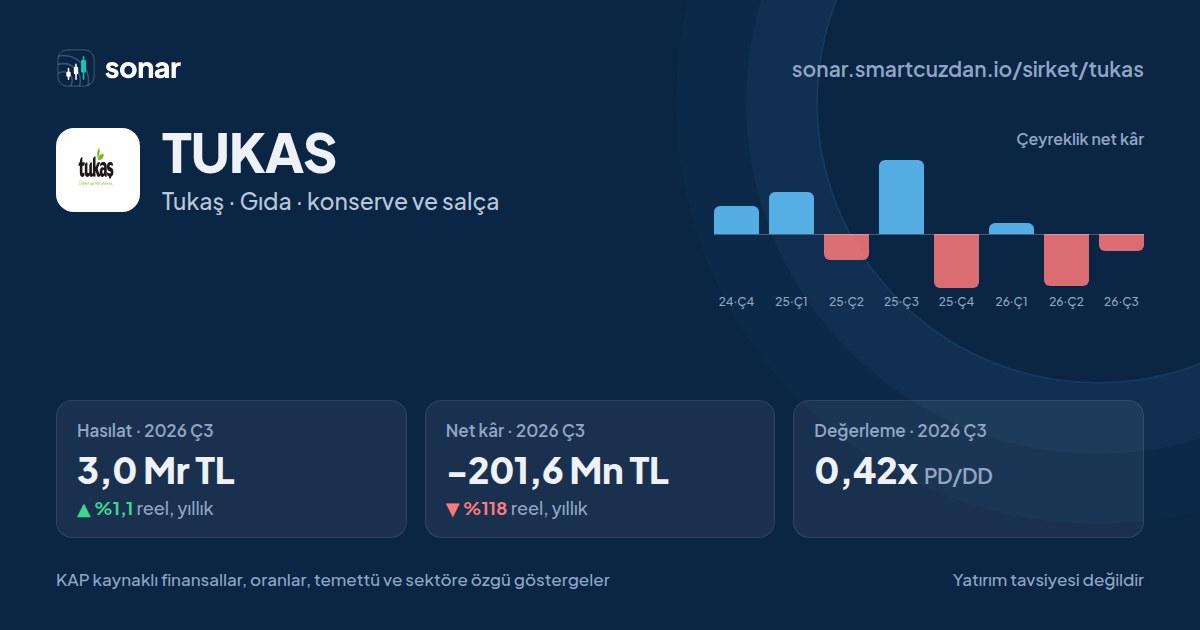 sonar
sonar.smartcuzdan.io/sirket/tukas
tukaş
TUKAS
Tukaş · Gıda · konserve ve salça
Çeyreklik net kâr
24·Ç4 25·Ç1 25·Ç2 25·Ç3 25·Ç4 26·Ç1 26·Ç2 26·Ç3
Hasılat · 2026 Ç3
3,0 Mr TL
▲ %1,1 reel, yıllık
Net kâr · 2026 Ç3
-201,6 Mn TL
▼ %118 reel, yıllık
Değerleme · 2026 Ç3
0,42x PD/DD
KAP kaynaklı finansallar, oranlar, temettü ve sektöre özgü göstergeler
Yatırım tavsiyesi değildir